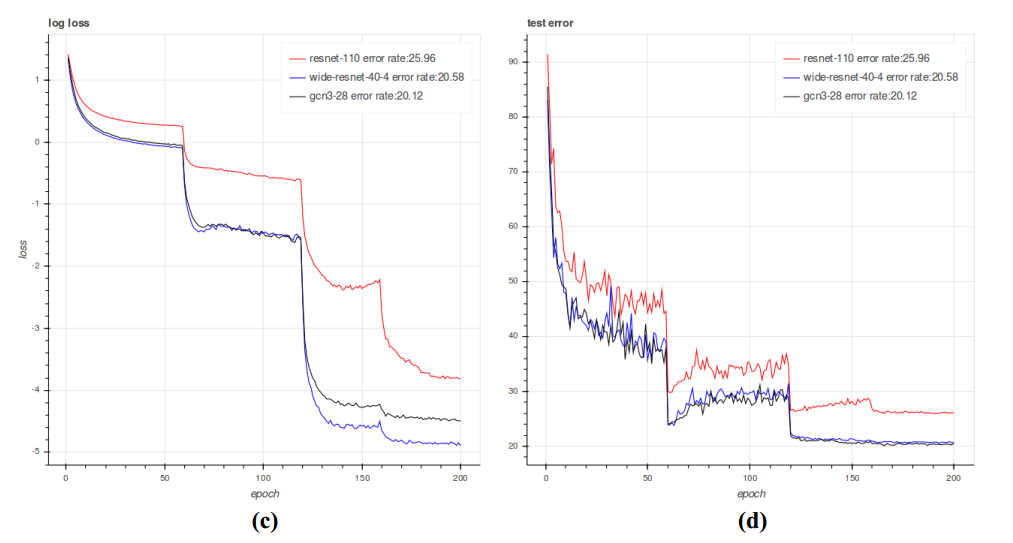 log loss
resnet-110 error rate:25.96
wide-resnet-40-4 error rate:20.58
gcn3-28 error rate:20.12
1
0
-1
-2
-3
-4
-5
loss
0 50 100 150 200
epoch
(c)
test error
resnet-110 error rate:25.96
wide-resnet-40-4 error rate:20.58
gcn3-28 error rate:20.12
90
80
70
60
50
40
30
20
0 50 100 150 200
epoch
(d)